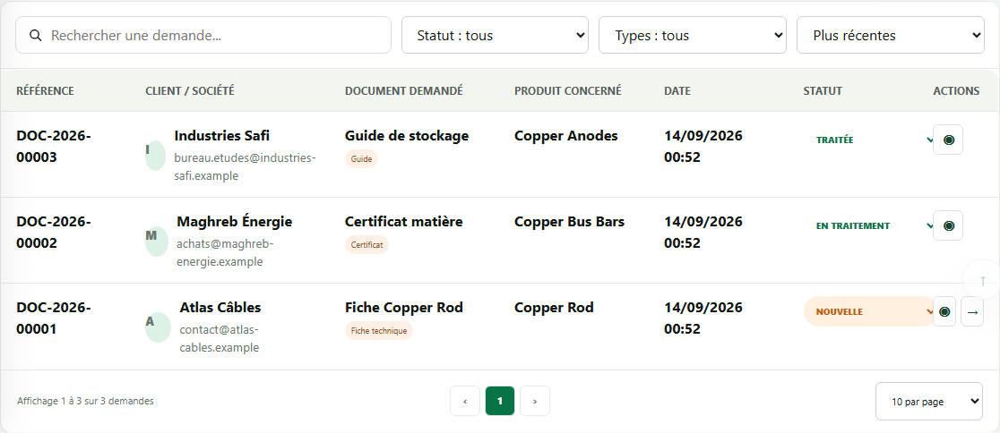 Rechercher une demande...
Statut : tous
Types : tous
Plus récentes
RÉFÉRENCE CLIENT / SOCIÉTÉ DOCUMENT DEMANDÉ PRODUIT CONCERNÉ DATE STATUT ACTIONS
DOC-2026-
00003
I
Industries Safi
bureau.etudes@industries-
safi.example
Guide de stockage
Guide
Copper Anodes
14/09/2026
00:52
TRAITÉE
DOC-2026-
00002
M
Maghreb Énergie
achats@maghreb-
energie.example
Certificat matière
Certificat
Copper Bus Bars
14/09/2026
00:52
EN TRAITEMENT
↑
DOC-2026-
00001
A
Atlas Câbles
contact@atlas-
cables.example
Fiche Copper Rod
Fiche technique
Copper Rod
14/09/2026
00:52
NOUVELLE
→
Affichage 1 à 3 sur 3 demandes
‹ 1 ›
10 par page